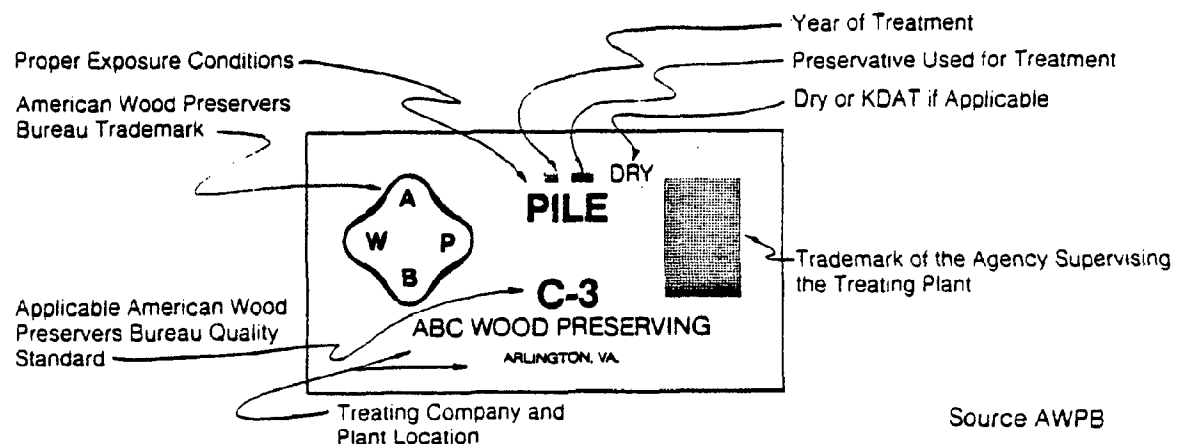 Year of Treatment
Proper Exposure Conditions
Preservative Used for Treatment
American Wood Preservers
Bureau Trademark
Dry or KDAT if Applicable
DRY
PILE
A
W P
B
Trademark of the Agency Supervising
the Treating Plant
C-3
Applicable American Wood
Preservers Bureau Quality
Standard
ABC WOOD PRESERVING
ARLINGTON, VA.
Treating Company and
Plant Location
Source AWPB